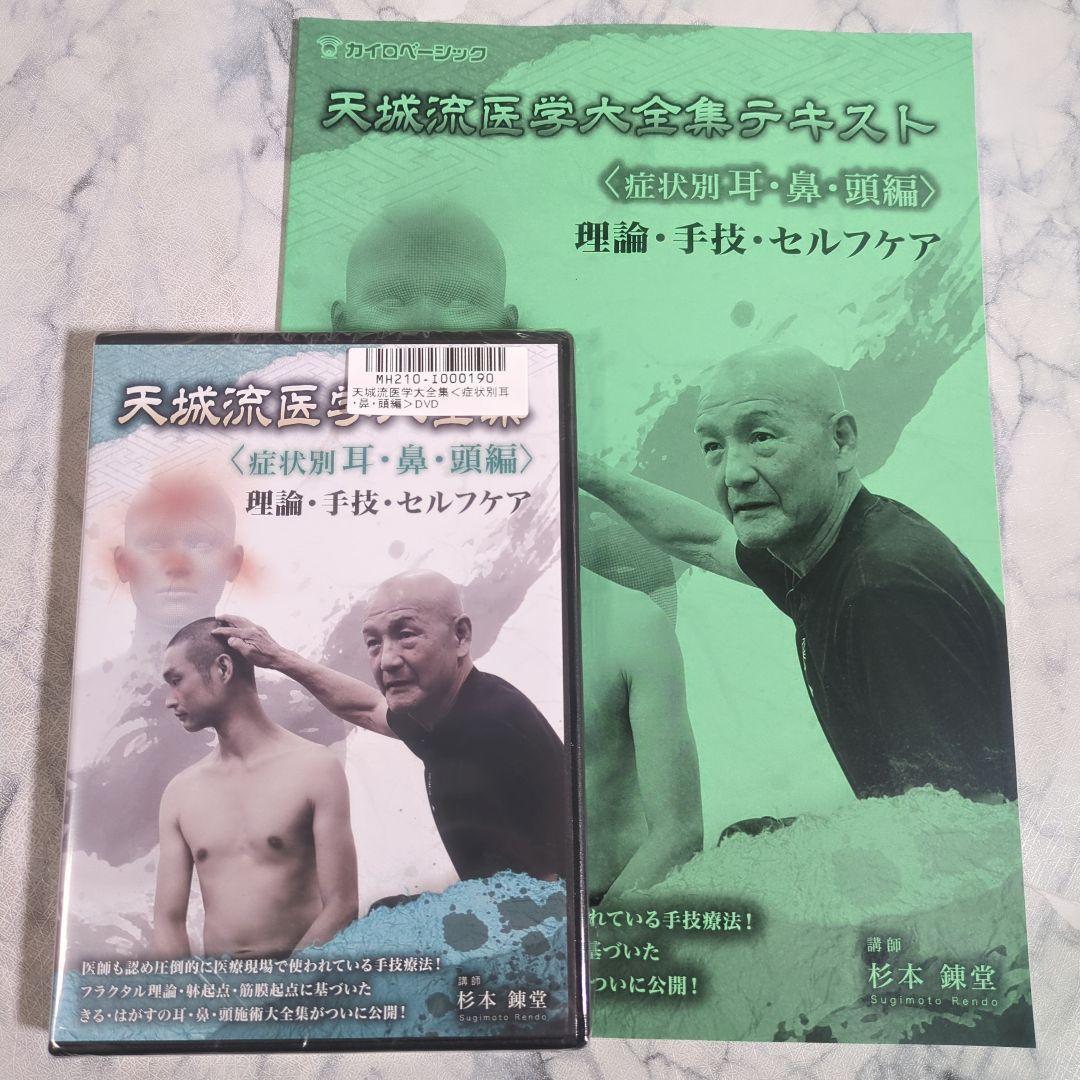 カイロベーシック
天城流医学大全集テキスト
〈症状別 耳・鼻・頭編〉
理論・手技・セルフケア
れている手技療法！
基づいた
ついに公開！
講師
杉本 錬堂
Sugimoto Rendo
MH210-I000190
天城流医学大全集＜症状別耳
・鼻・頭編＞DVD
天城流医学大全集
〈症状別 耳・鼻・頭編〉
理論・手技・セルフケア
医師も認め圧倒的に医療現場で使われている手技療法！
フラクタル理論・躰起点・筋膜起点に基づいた
きる・はがすの耳・鼻・頭施術大全集がついに公開！
講師
杉本 錬堂
Sugimoto Rendo